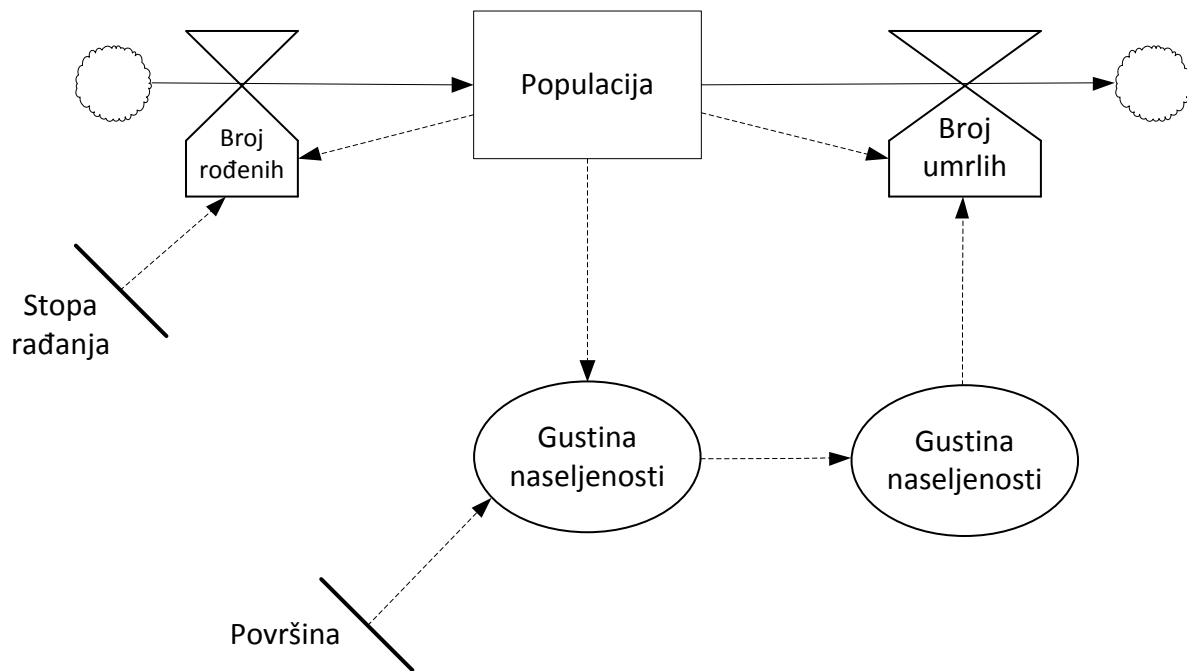 Populacija
Broj
rođenih
Broj
umrlih
Stopa
rađanja
Gustina
naseljenosti
Gustina
naseljenosti
Površina